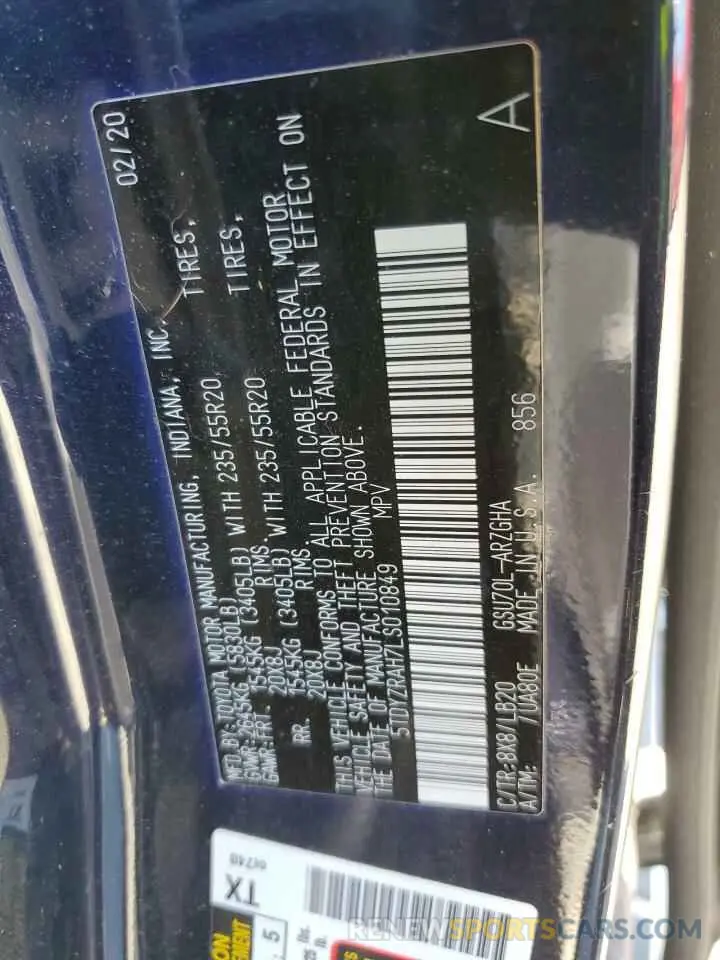 MFD BY: TOYOTA MOTOR MANUFACTURING, INDIANA, INC. 02/20
GVWR: 2645KG (5830LB)
GAWR: FRT. 1545KG (3405LB) WITH 235/55R20 TIRES,
20X8J RIMS,
RR. 1545KG (3405LB) WITH 235/55R20 TIRES,
20X8J RIMS.
THIS VEHICLE CONFORMS TO ALL APPLICABLE FEDERAL MOTOR
VEHICLE SAFETY AND THEFT PREVENTION STANDARDS IN EFFECT ON
THE DATE OF MANUFACTURE SHOWN ABOVE.
5TDYZRAH7LS010849 MPV
A
C/TR: 8X8/LB20 GSU70L-ARZGHA
A/TM: 7UA80E MADE IN U.S.A. 856
TX
5
RENEWSPORTSCARS.COM